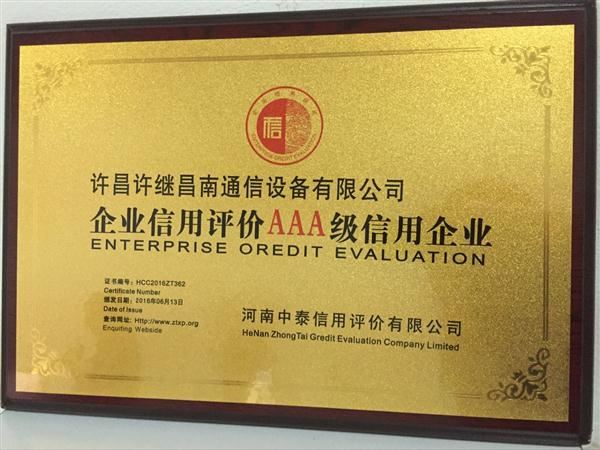 信
ENTERPRISE CREDIT EVALUATION
许昌许继昌南通信设备有限公司
企业信用评价AAA级信用企业
ENTERPRISE OREDIT EVALUATION
证书编号: HCC2016ZT362
Certificate Number
颁发日期: 2016年06月13日
Date of Issue
查询网址: Http://www.ztxp.org
Enquiting Webside
河南中泰信用评价有限公司
HeNan ZhongTai Gredit Evaluation Company Limited